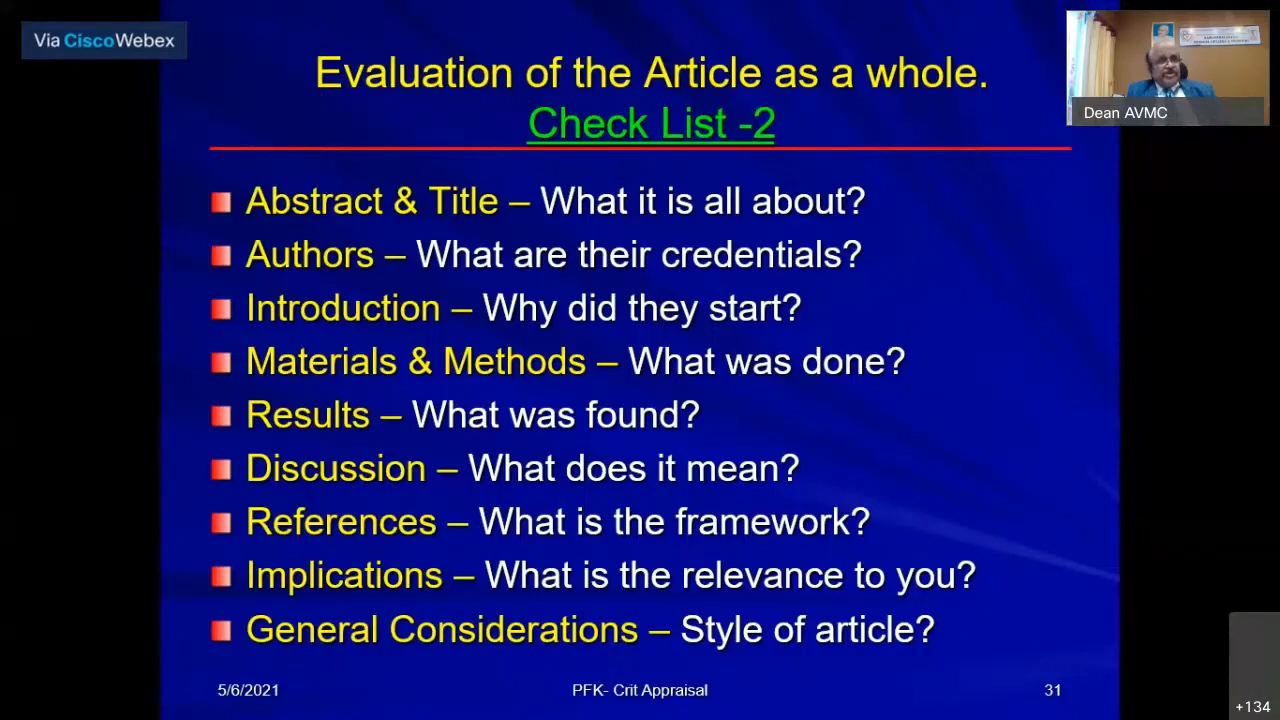 Via Cisco Webex
Evaluation of the Article as a whole.
Check List -2
Dean AVMC
Abstract & Title – What it is all about?
Authors – What are their credentials?
Introduction – Why did they start?
Materials & Methods – What was done?
Results – What was found?
Discussion – What does it mean?
References – What is the framework?
Implications – What is the relevance to you?
General Considerations – Style of article?
5/6/2021
PFK- Crit Appraisal
31
+134